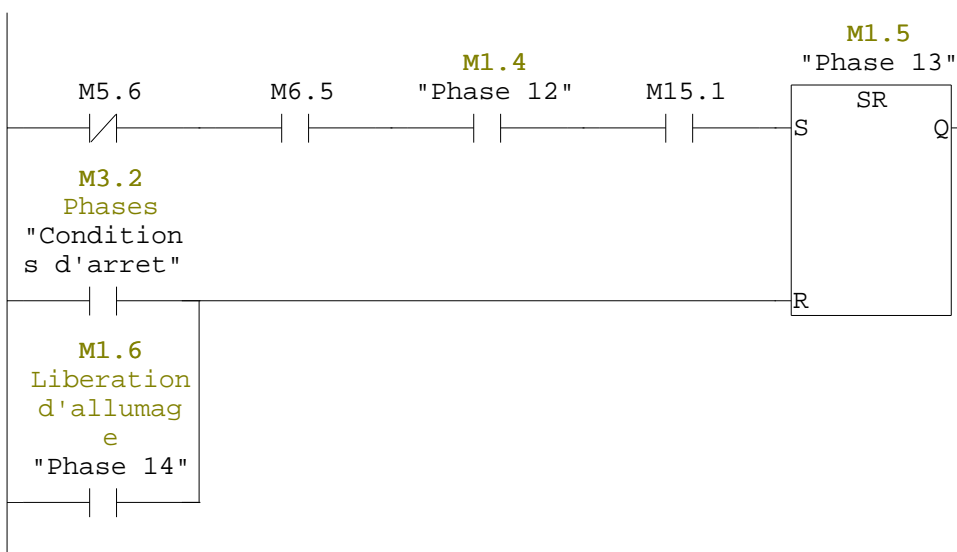 M1.5
"Phase 13"
M1.4
"Phase 12"
M5.6
M6.5
M15.1
SR
S
Q
M3.2
Phases
"Condition
s d'arret"
R
M1.6
Liberation
d'allumag
e
"Phase 14"